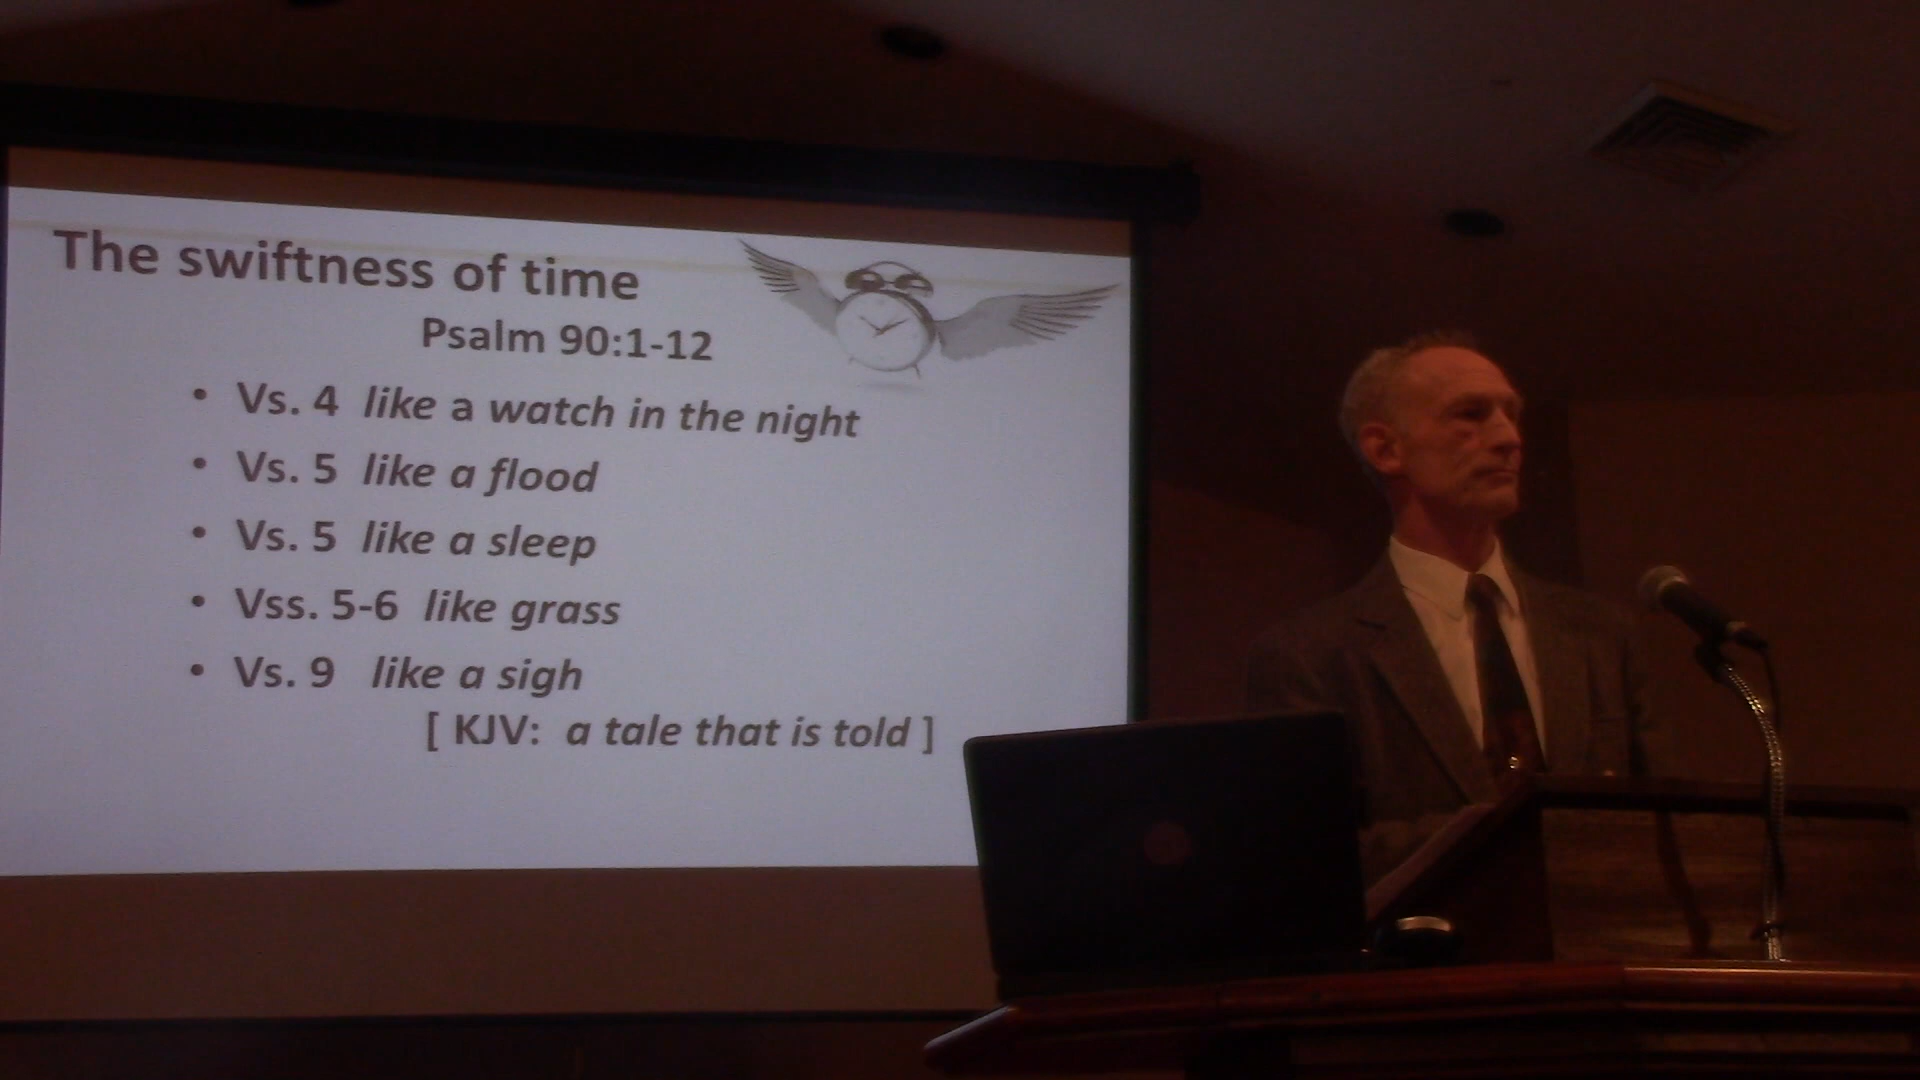 The swiftness of time
Psalm 90:1-12
• Vs. 4 like a watch in the night
• Vs. 5 like a flood
• Vs. 5 like a sleep
• Vss. 5-6 like grass
• Vs. 9 like a sigh
[ KJV: a tale that is told ]